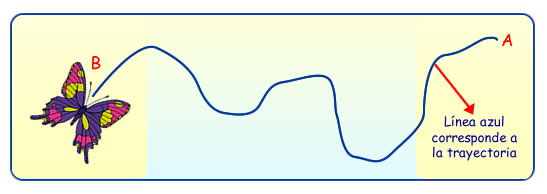 B
A
Línea azul
corresponde a
la trayectoria